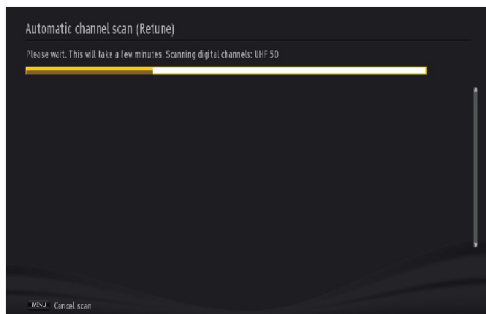 Automatic channel scan (Retune)
Please wait. This will take a few minutes. Scanning digital channels: UHF 50
MENU Cancel scan